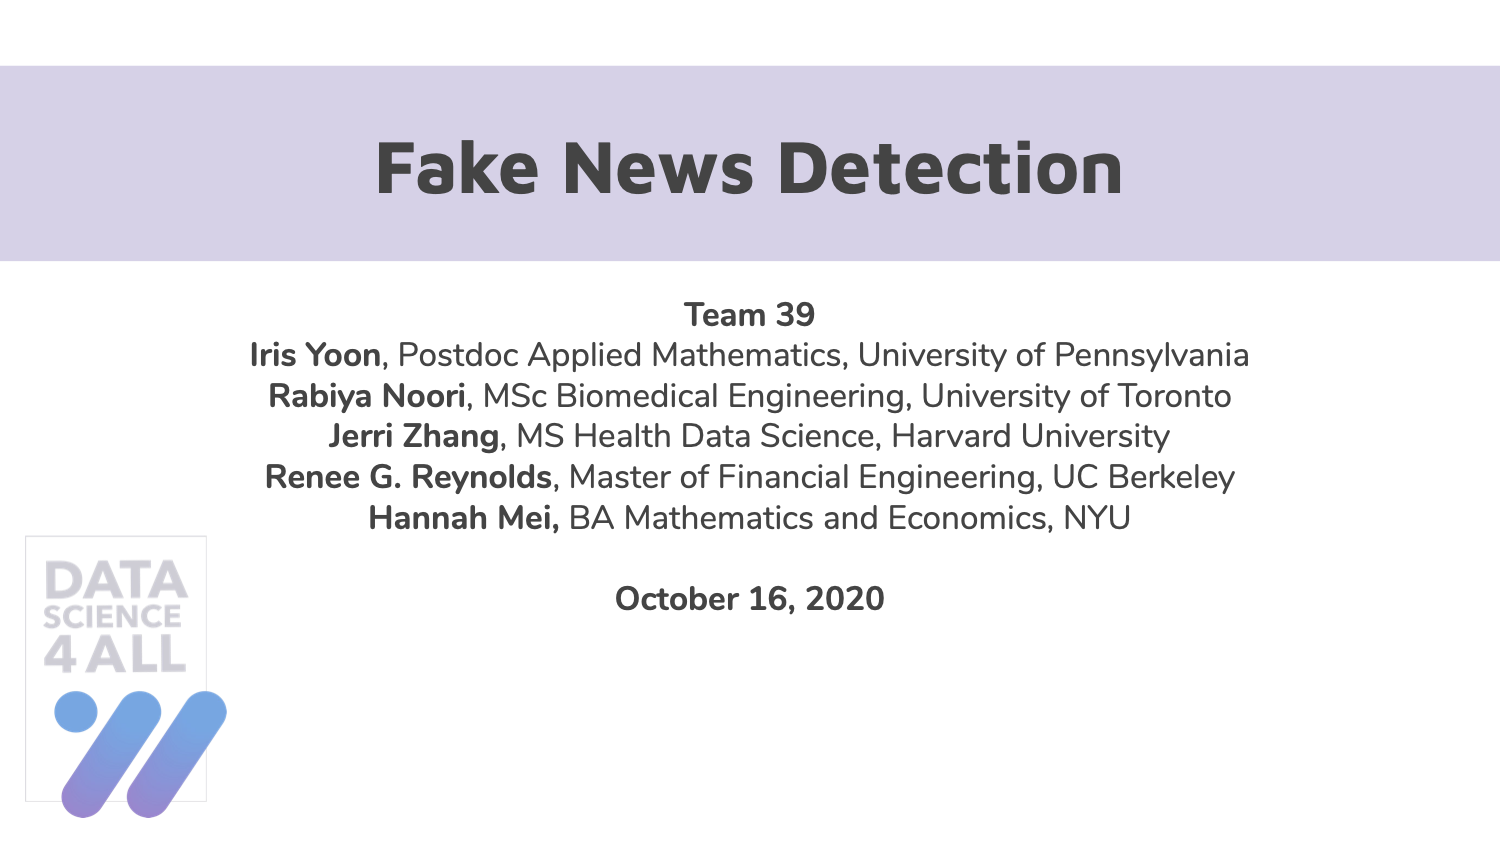 Fake News Detection
Team 39
Iris Yoon, Postdoc Applied Mathematics, University of Pennsylvania
Rabiya Noori, MSc Biomedical Engineering, University of Toronto
Jerri Zhang, MS Health Data Science, Harvard University
Renee G. Reynolds, Master of Financial Engineering, UC Berkeley
Hannah Mei, BA Mathematics and Economics, NYU
October 16, 2020
DATA
SCIENCE
4 ALL